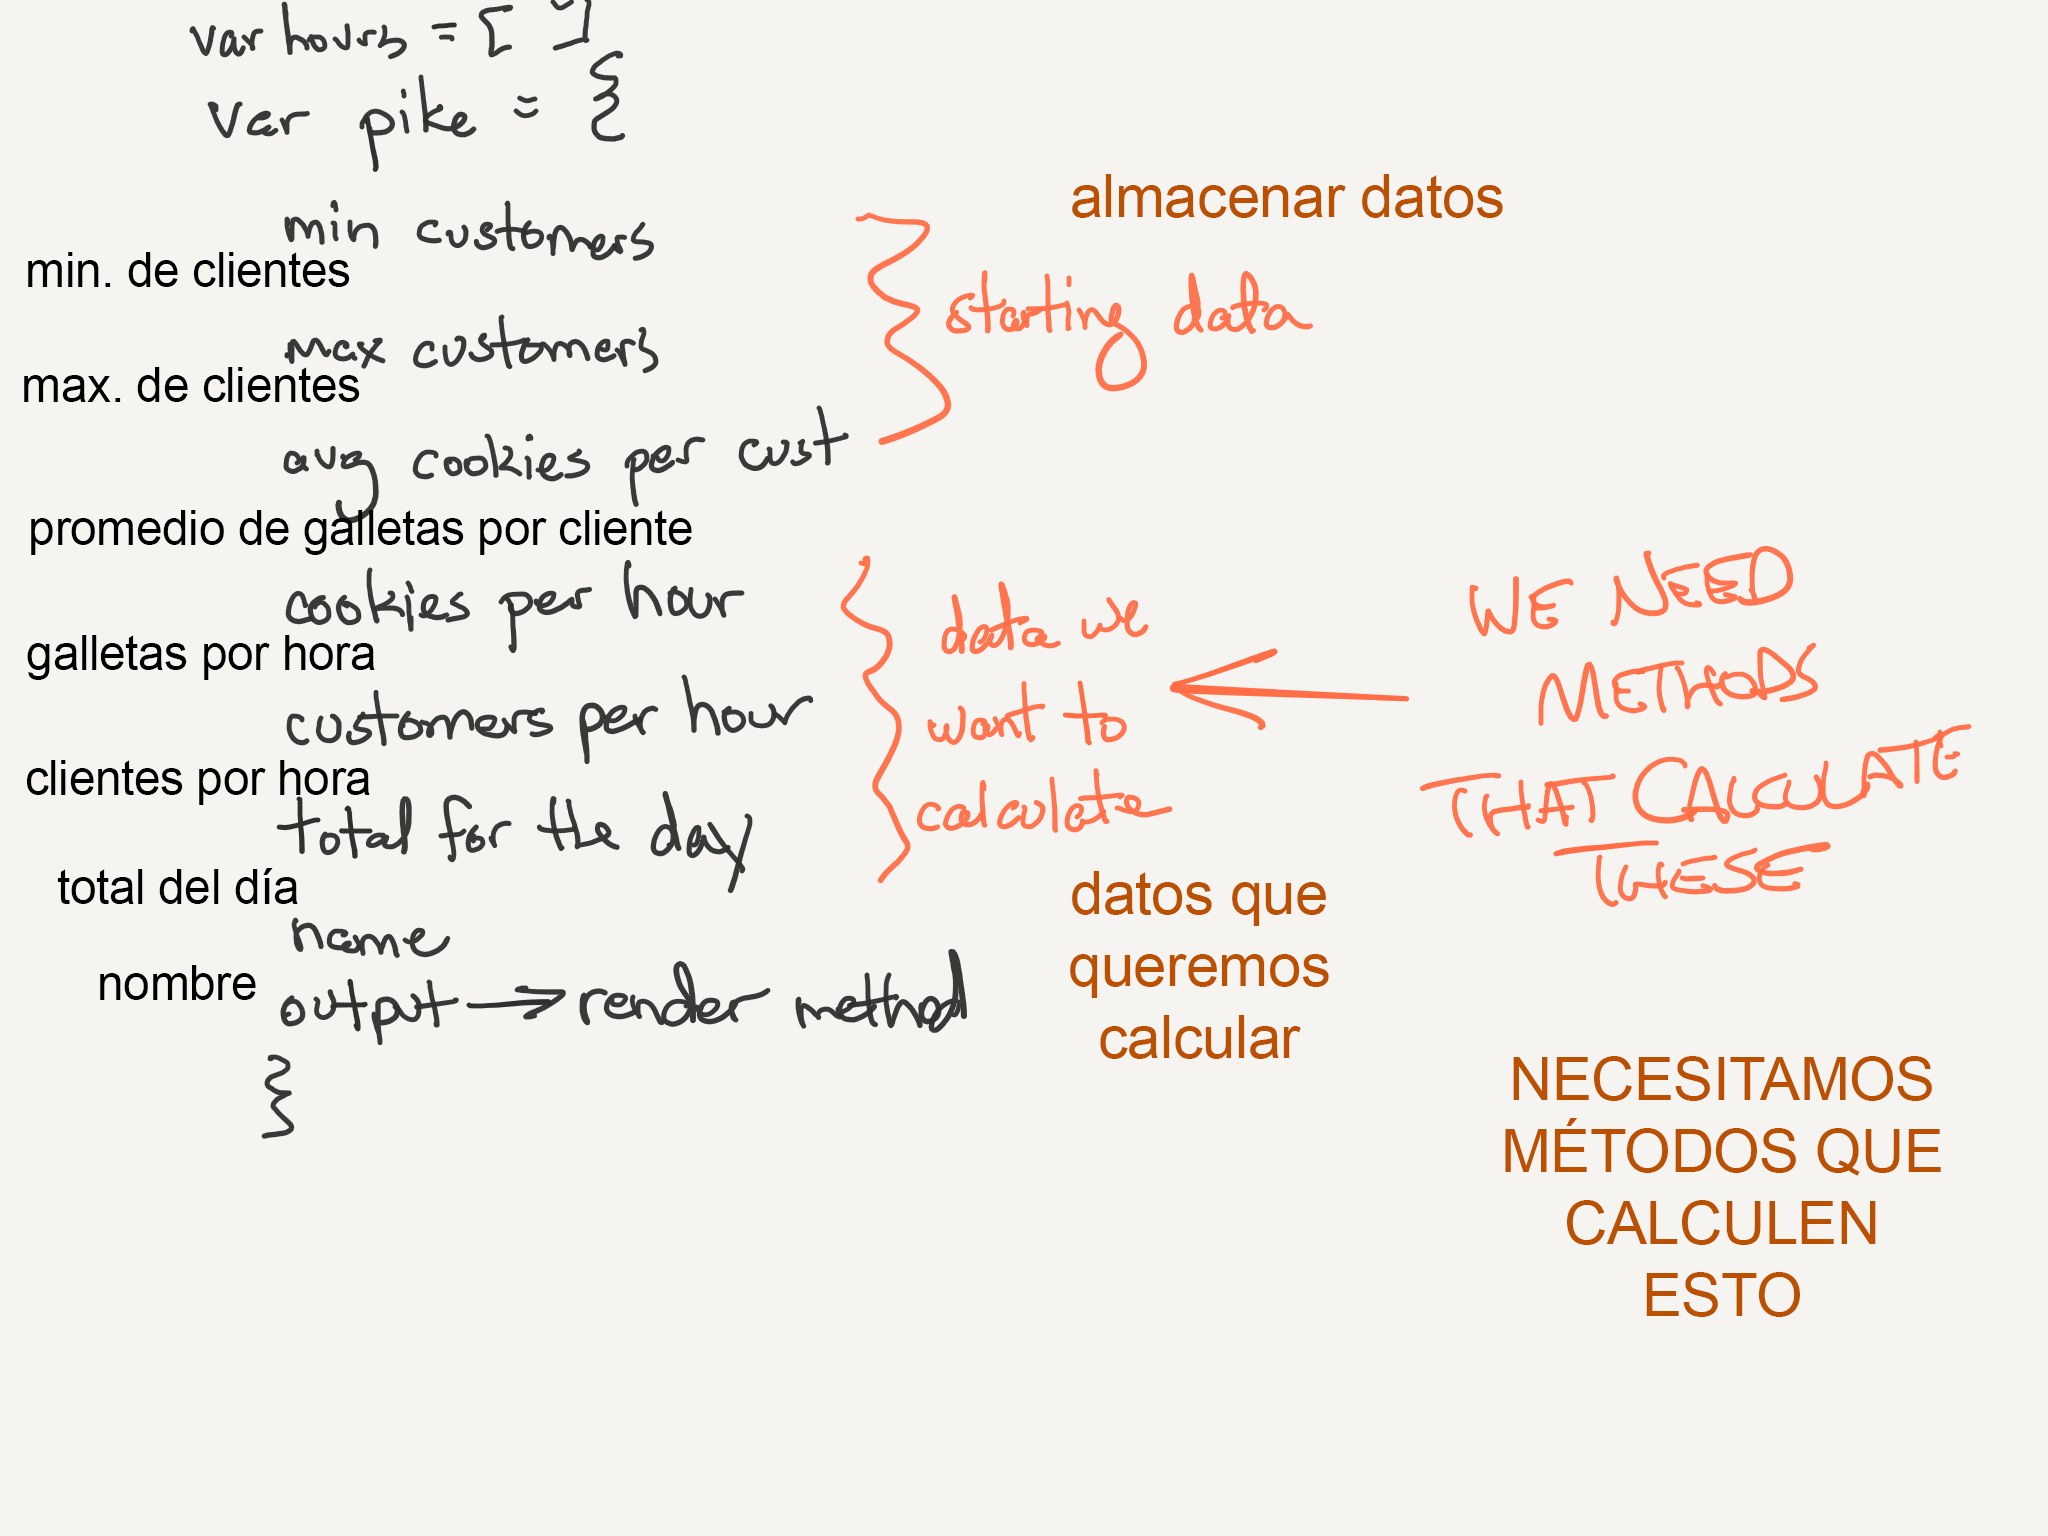 var hours = [ ]
var pike = {
almacenar datos
min customers
min. de clientes
starting data
max customers
max. de clientes
avg cookies per cust
promedio de galletas por cliente
cookies per hour
galletas por hora
customers per hour
clientes por hora
total for the day
total del día
data we
want to
calculate
WE NEED
METHODS
THAT CALCULATE
THESE
datos que
queremos
calcular
name
nombre
output → render method
}
NECESITAMOS
MÉTODOS QUE
CALCULEN
ESTO